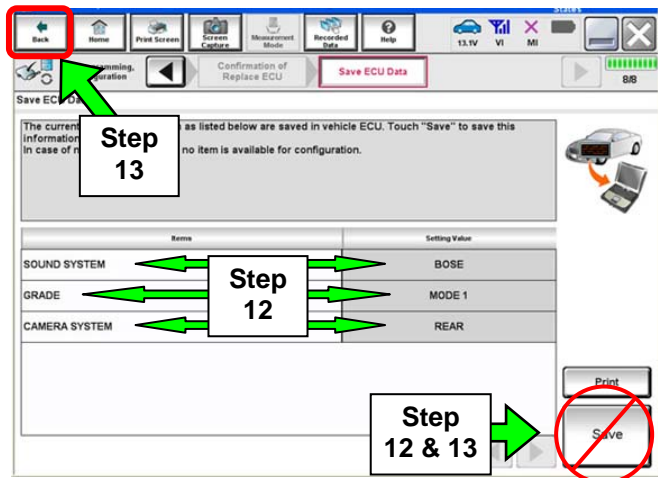 States
Back
Home
Print Screen
Screen Capture
Measurement Mode
Recorded Data
Help
13.1V
VI
MI
Confirmation of Replace ECU
Save ECU Data
8/8
Save EC
The current
as listed below are saved in vehicle ECU. Touch "Save" to save this
information
In case of
no item is available for configuration.
Step
13
Items
Setting Value
SOUND SYSTEM
BOSE
Step
12
GRADE
MODE 1
CAMERA SYSTEM
REAR
Print
Step
12 & 13
Save